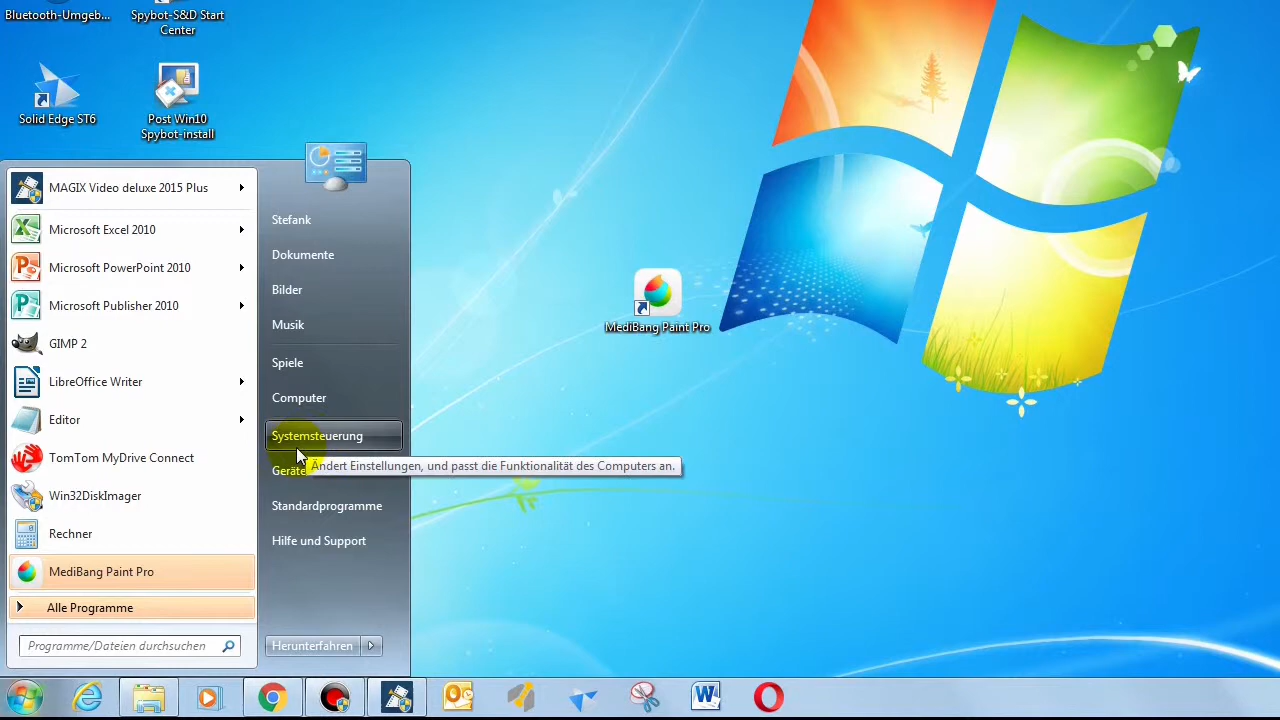 Bluetooth-Umgeb...
Spybot-S&D Start
Center
Solid Edge ST6
Post Win10
Spybot-install
MediBang Paint Pro
MAGIX Video deluxe 2015 Plus
Microsoft Excel 2010
Microsoft PowerPoint 2010
Microsoft Publisher 2010
GIMP 2
LibreOffice Writer
Editor
TomTom MyDrive Connect
Win32DiskImager
Rechner
MediBang Paint Pro
Alle Programme
Programme/Dateien durchsuchen
Stefank
Dokumente
Bilder
Musik
Spiele
Computer
Systemsteuerung
Geräte
Ändert Einstellungen, und passt die Funktionalität des Computers an.
Standardprogramme
Hilfe und Support
Herunterfahren